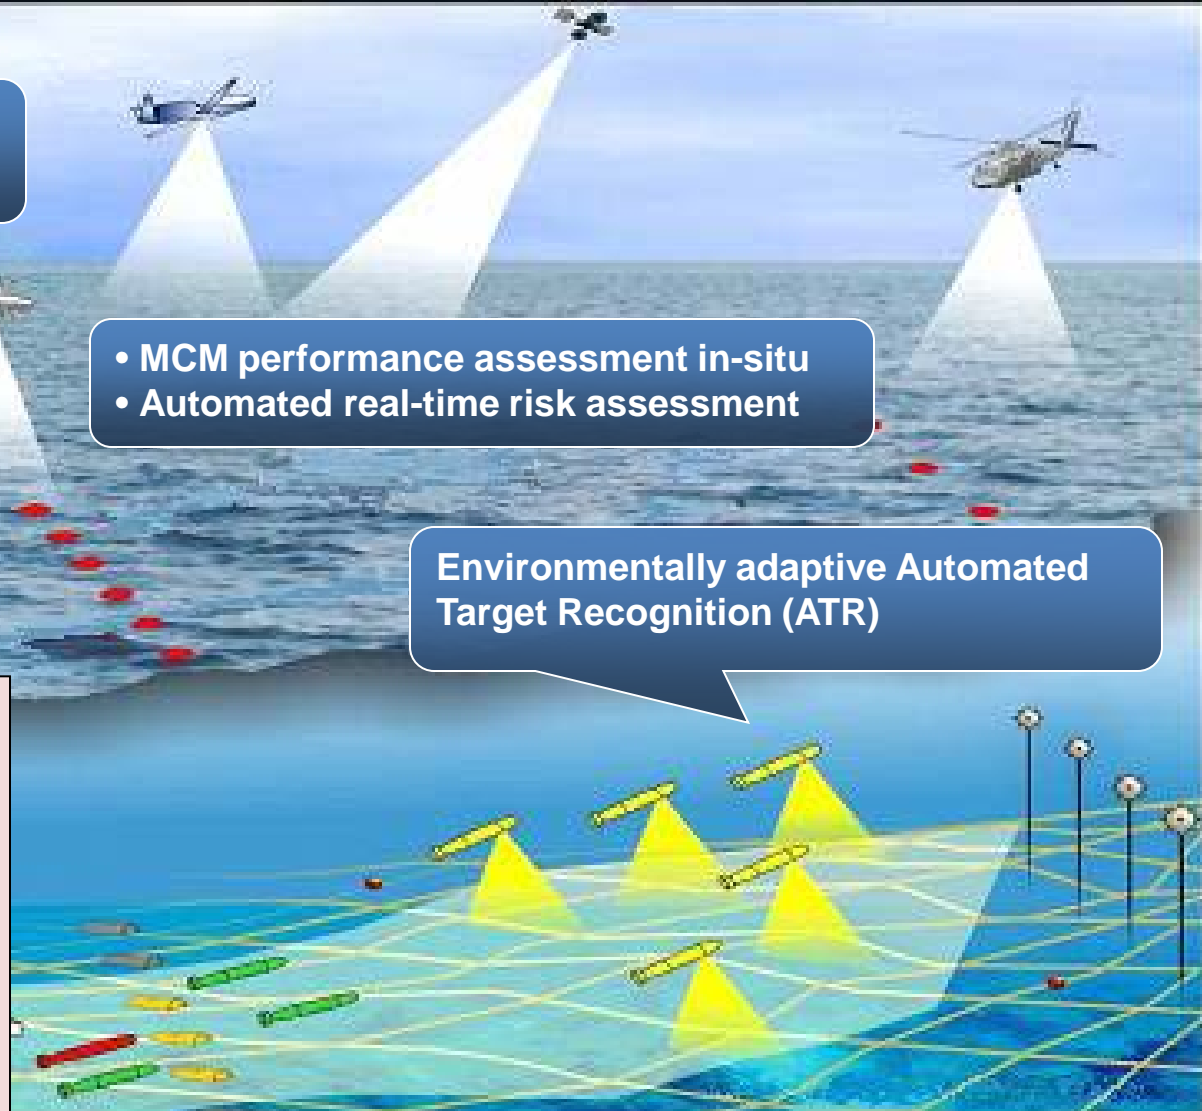 • MCM performance assessment in-situ
• Automated real-time risk assessment
Environmentally adaptive Automated
Target Recognition (ATR)